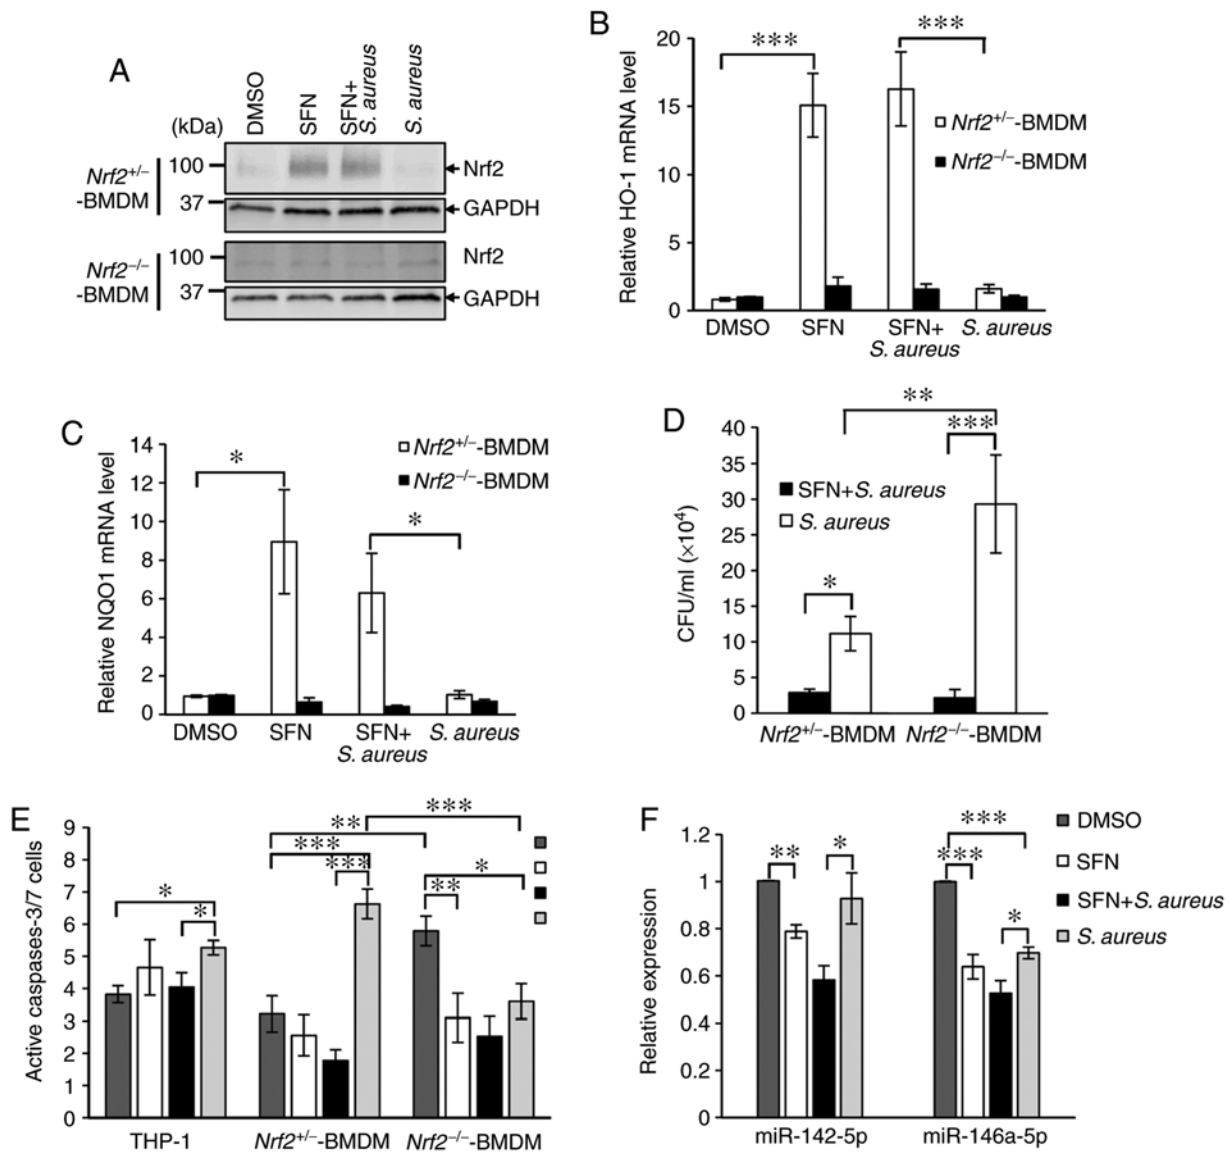 A
DMSO
SFN
SFN+
S. aureus
S. aureus
(kDa)
Nrf2+/–
-BMDM
100
Nrf2
37
GAPDH
Nrf2–/–
-BMDM
100
Nrf2
37
GAPDH
B
Relative HO-1 mRNA level
20
15
10
5
0
***
***
Nrf2+/–-BMDM
Nrf2–/–-BMDM
DMSO
SFN
SFN+
S. aureus
S. aureus
C
Relative NQO1 mRNA level
14
12
10
8
6
4
2
0
*
*
Nrf2+/–-BMDM
Nrf2–/–-BMDM
DMSO
SFN
SFN+
S. aureus
S. aureus
D
CFU/ml (×10⁴)
40
35
30
25
20
15
10
5
0
**
***
*
SFN+S. aureus
S. aureus
Nrf2+/–-BMDM
Nrf2–/–-BMDM
E
Active caspases-3/7 cells
9
8
7
6
5
4
3
2
1
0
*
*
**
***
***
***
*
**
THP-1
Nrf2+/–-BMDM
Nrf2–/–-BMDM
F
Relative expression
1.2
1
0.8
0.6
0.4
0.2
0
**
*
***
***
*
DMSO
SFN
SFN+S. aureus
S. aureus
miR-142-5p
miR-146a-5p